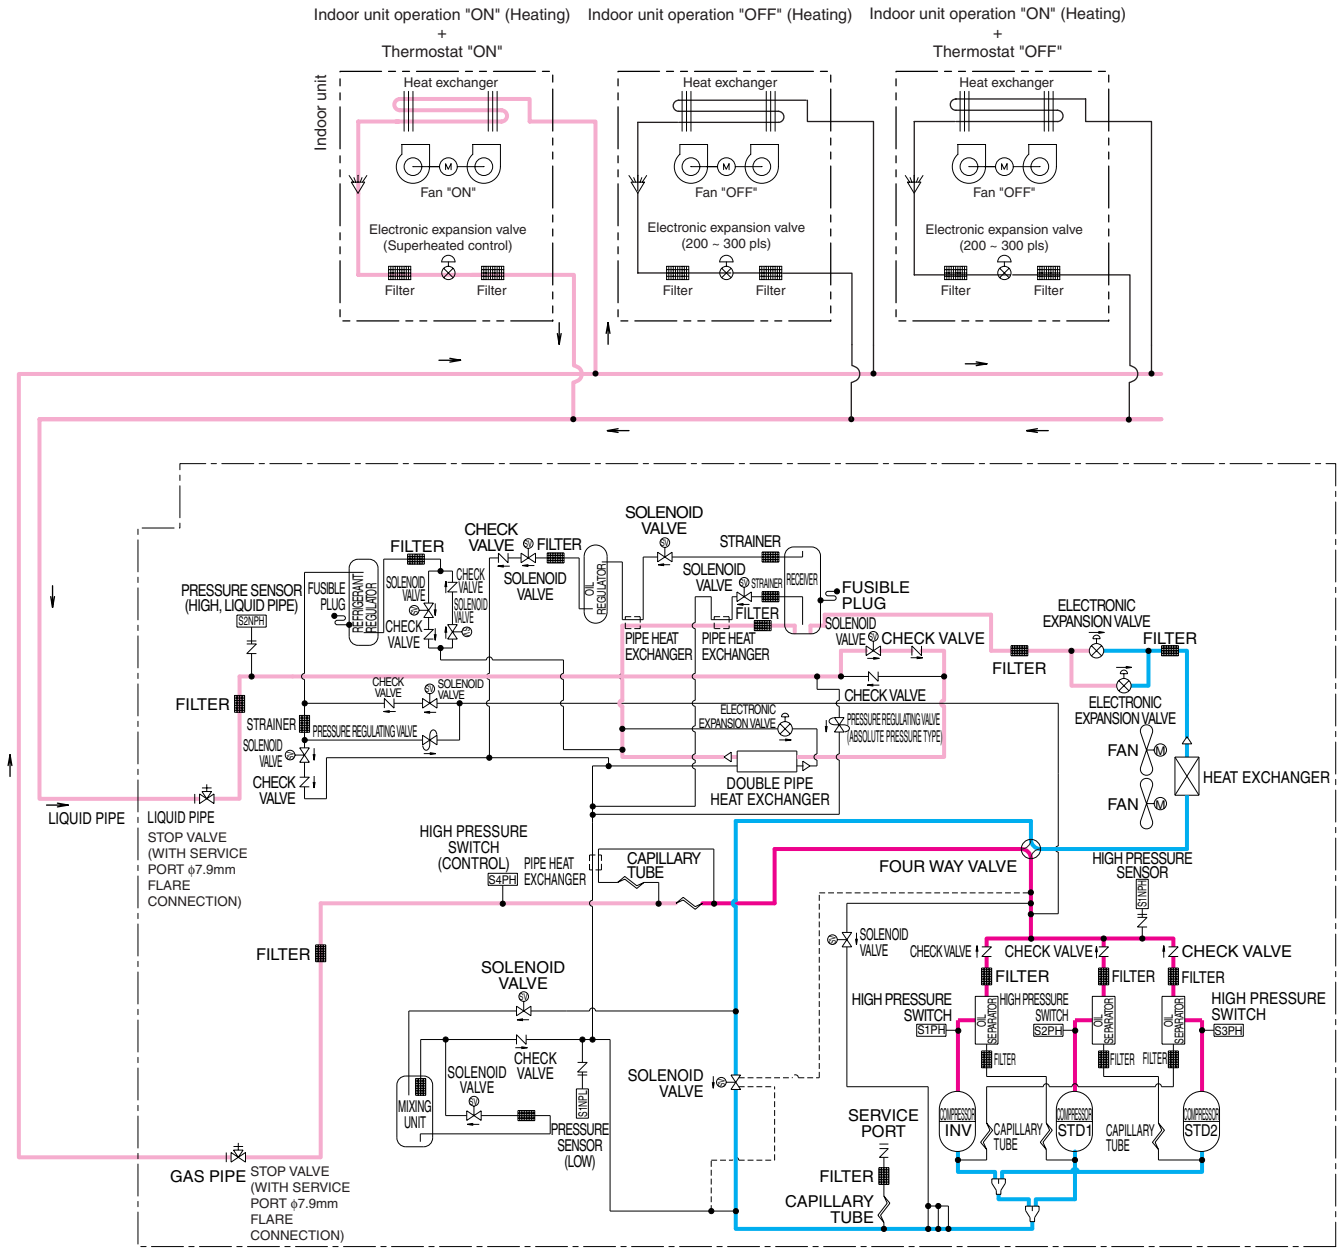 Indoor unit operation "ON" (Heating)
+
Thermostat "ON"
Indoor unit operation "OFF" (Heating)
Indoor unit operation "ON" (Heating)
+
Thermostat "OFF"
Indoor unit
Heat exchanger
M
Fan "ON"
Electronic expansion valve
(Superheated control)
Filter
Filter
Heat exchanger
M
Fan "OFF"
Electronic expansion valve
(200 ~ 300 pls)
Filter
Filter
Heat exchanger
M
Fan "OFF"
Electronic expansion valve
(200 ~ 300 pls)
Filter
Filter
SOLENOID
VALVE
CHECK
VALVE
SV
FILTER
SOLENOID
VALVE
FILTER
STRAINER
SV
SOLENOID
VALVE
SV
STRAINER
FILTER
RECEIVER
FUSIBLE
PLUG
PRESSURE SENSOR
(HIGH, LIQUID PIPE)
S2NPH
FUSIBLE
PLUG
REFRIGERANT
REGULATOR
SOLENOID
VALVE
CHECK
VALVE
CHECK
VALVE
SOLENOID
VALVE
OIL
REGULATOR
PIPE HEAT
EXCHANGER
PIPE HEAT
EXCHANGER
SOLENOID
VALVE
SV
CHECK VALVE
CHECK VALVE
ELECTRONIC
EXPANSION VALVE
FILTER
FILTER
ELECTRONIC
EXPANSION VALVE
FILTER
CHECK
VALVE
SV
SOLENOID
VALVE
STRAINER
PRESSURE REGULATING VALVE
SOLENOID
VALVE
CHECK
VALVE
ELECTRONIC
EXPANSION VALVE
PRESSURE REGULATING VALVE
(ABSOLUTE PRESSURE TYPE)
DOUBLE PIPE
HEAT EXCHANGER
FAN
M
FAN
M
HEAT EXCHANGER
LIQUID PIPE
LIQUID PIPE
STOP VALVE
(WITH SERVICE
PORT φ7.9mm
FLARE
CONNECTION)
HIGH PRESSURE
SWITCH
(CONTROL)
S4PH
PIPE HEAT
EXCHANGER
CAPILLARY
TUBE
FOUR WAY VALVE
HIGH PRESSURE
SENSOR
S1NPH
FILTER
SOLENOID
VALVE
CHECK VALVE
CHECK VALVE
CHECK VALVE
FILTER
FILTER
FILTER
SOLENOID
VALVE
SV
HIGH PRESSURE
SWITCH
S1PH
OIL
SEPARATOR
HIGH PRESSURE
SWITCH
S2PH
OIL
SEPARATOR
OIL
SEPARATOR
HIGH PRESSURE
SWITCH
S3PH
FILTER
FILTER
FILTER
CHECK
VALVE
SOLENOID
VALVE
SV
MIXING
UNIT
S1NPL
PRESSURE
SENSOR
(LOW)
SOLENOID
VALVE
SERVICE
PORT
FILTER
CAPILLARY
TUBE
COMPRESSOR
INV
CAPILLARY
TUBE
COMPRESSOR
STD1
CAPILLARY
TUBE
COMPRESSOR
STD2
GAS PIPE
STOP VALVE
(WITH SERVICE
PORT φ7.9mm
FLARE
CONNECTION)